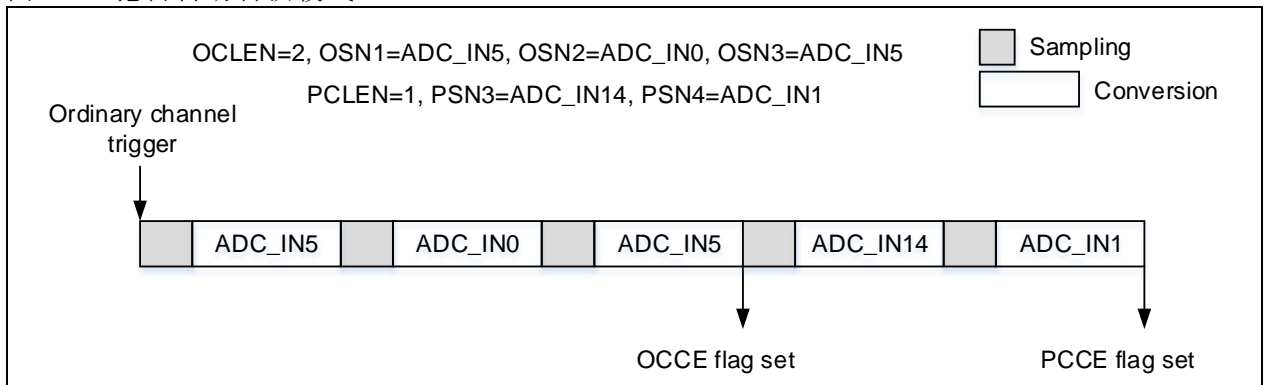 OCLEN=2, OSN1=ADC_IN5, OSN2=ADC_IN0, OSN3=ADC_IN5
PCLEN=1, PSN3=ADC_IN14, PSN4=ADC_IN1
Sampling
Conversion
Ordinary channel
trigger
ADC_IN5
ADC_IN0
ADC_IN5
ADC_IN14
ADC_IN1
OCCE flag set
PCCE flag set